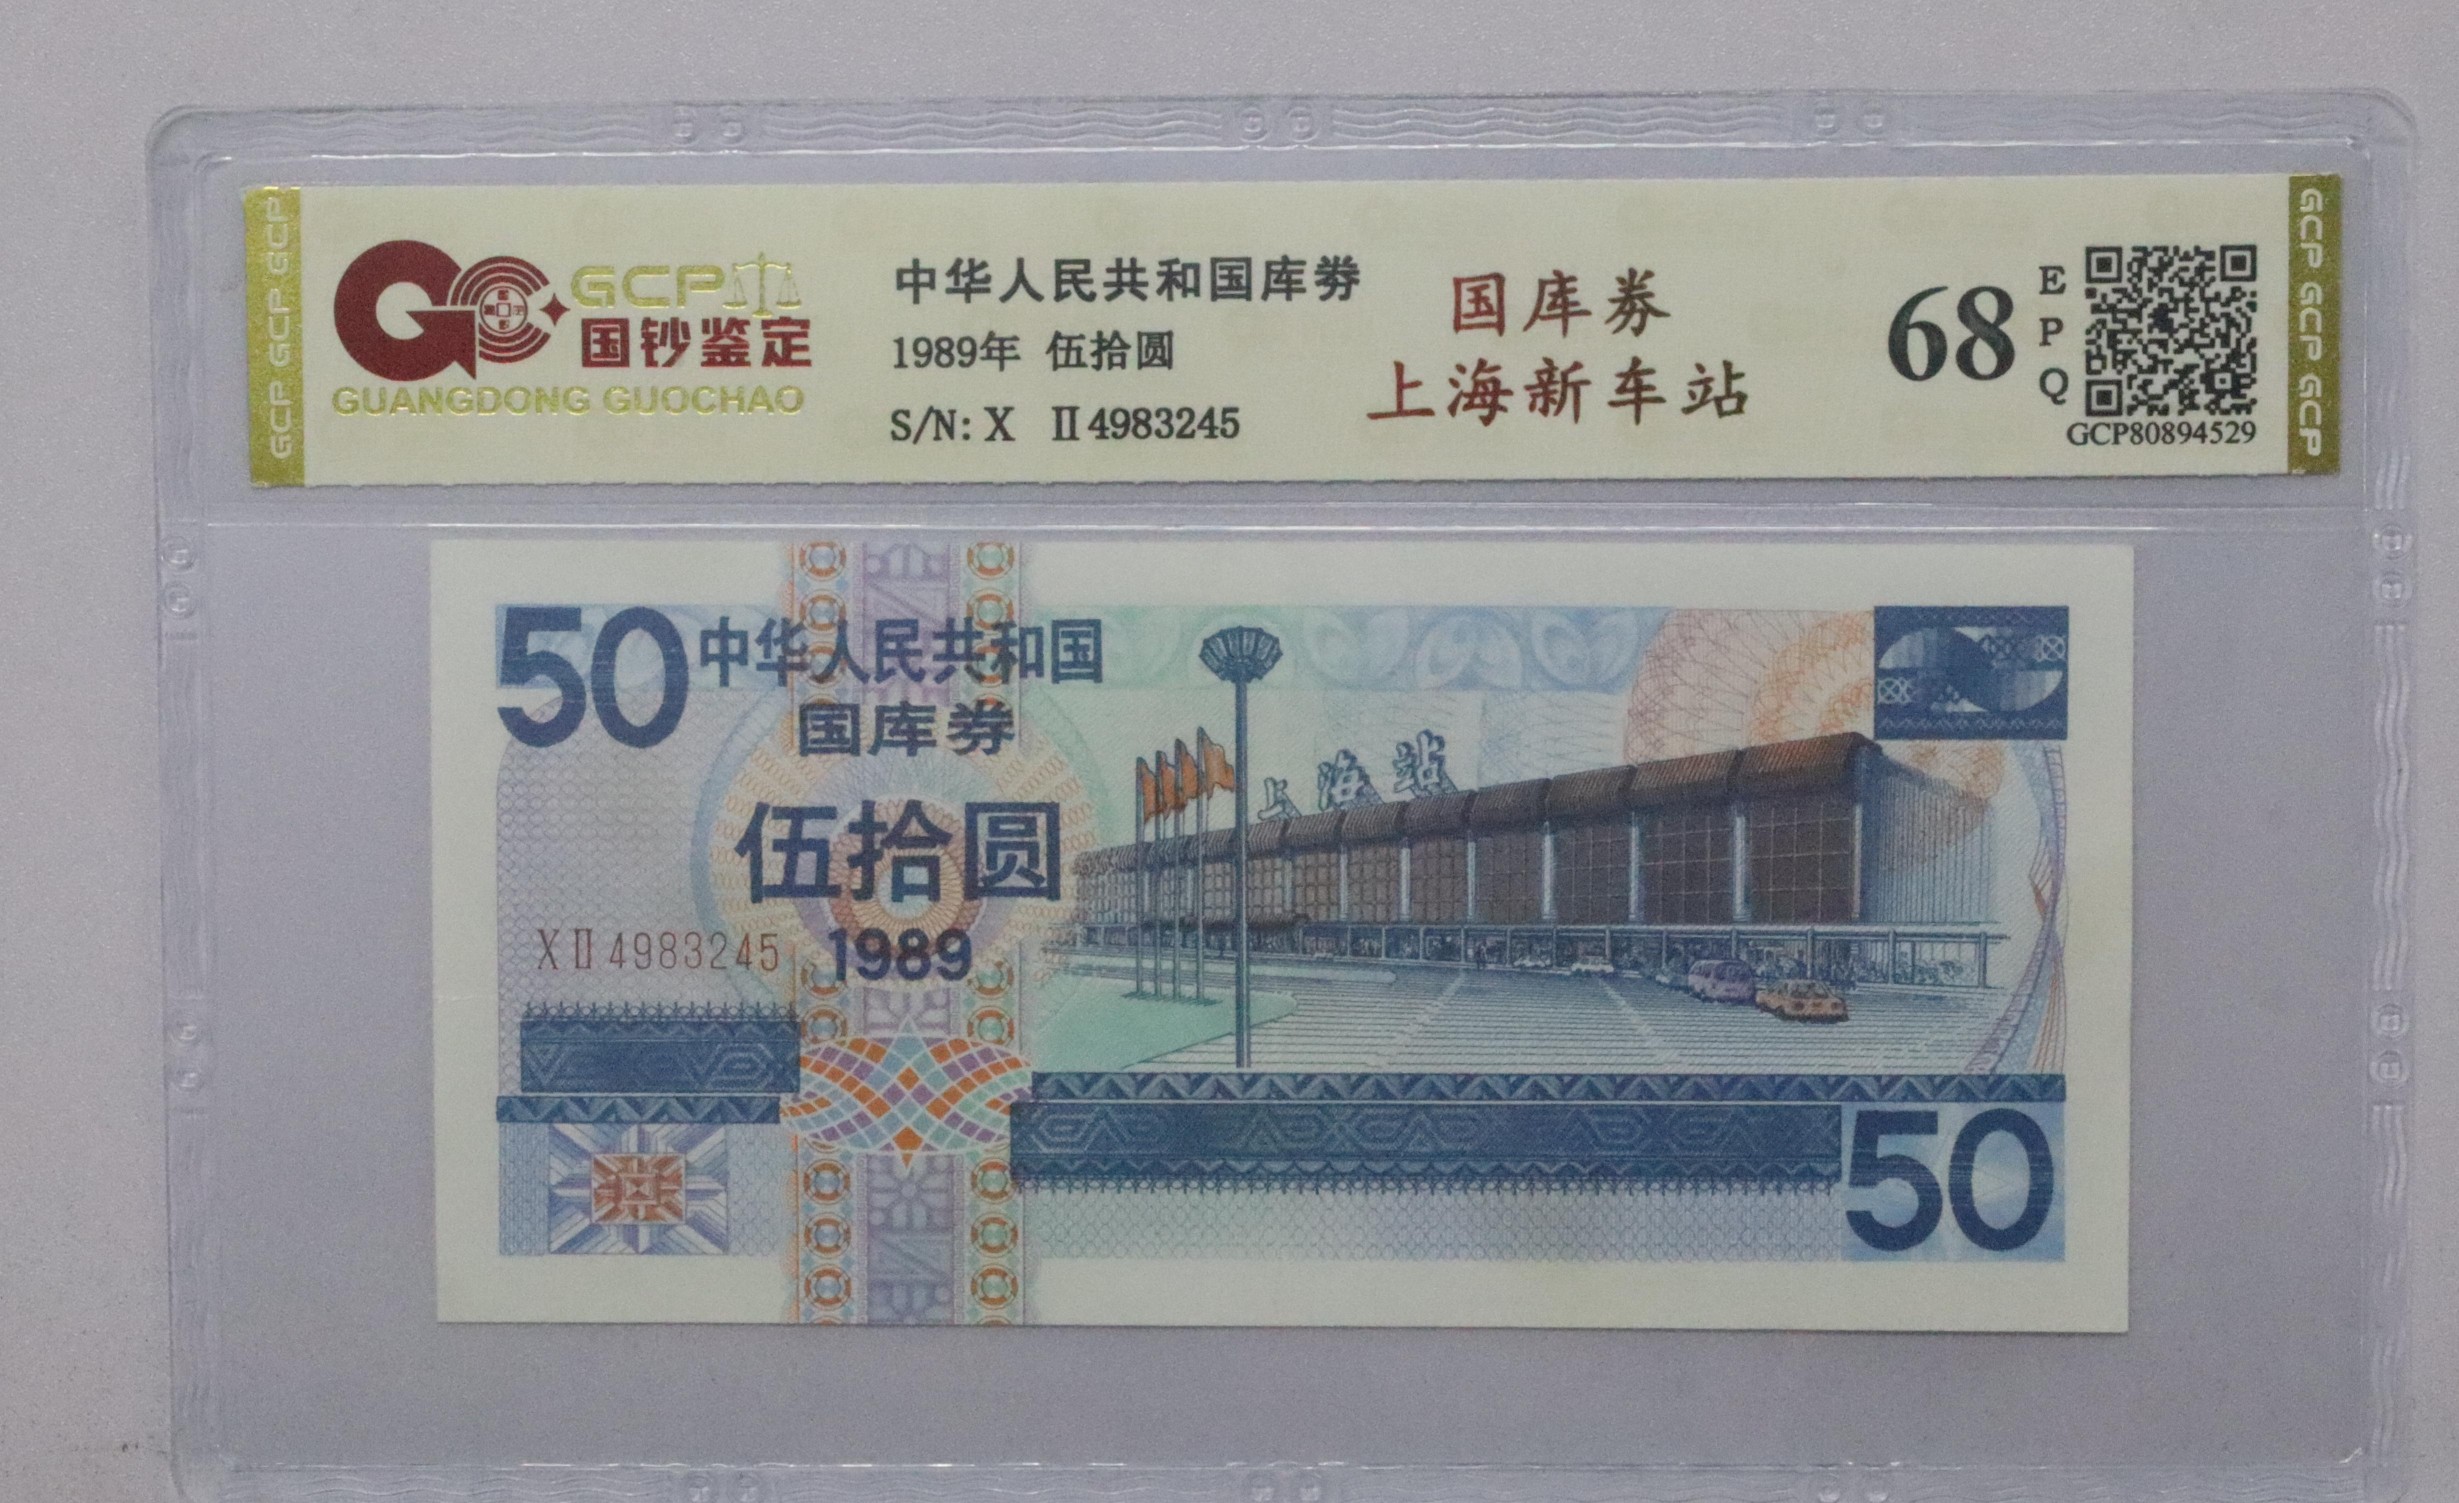 GCP GCP GCP
GCP
国钞鉴定
GUANGDONG GUOCHAO
中华人民共和国库券
1989年 伍拾圆
S/N: X Ⅱ4983245
国库券
上海新车站
68
E
P
Q
GCP80894529
GCP GCP GCP
50 中华人民共和国
国库券
伍拾圆
XⅡ4983245 1989
上海站
50